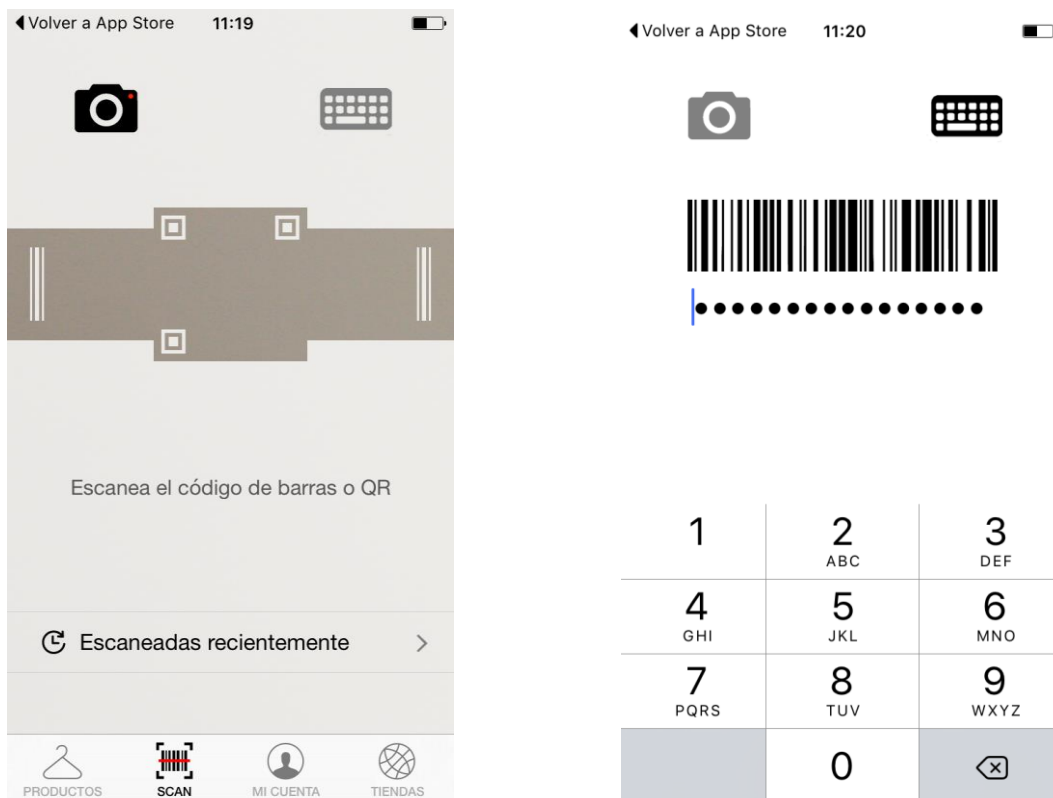 Volver a App Store 11:19
Escanea el código de barras o QR
Escaneadas recientemente
PRODUCTOS SCAN MI CUENTA TIENDAS
Volver a App Store 11:20
1 2 3
ABC DEF
4 5 6
GHI JKL MNO
7 8 9
PQRS TUV WXYZ
0